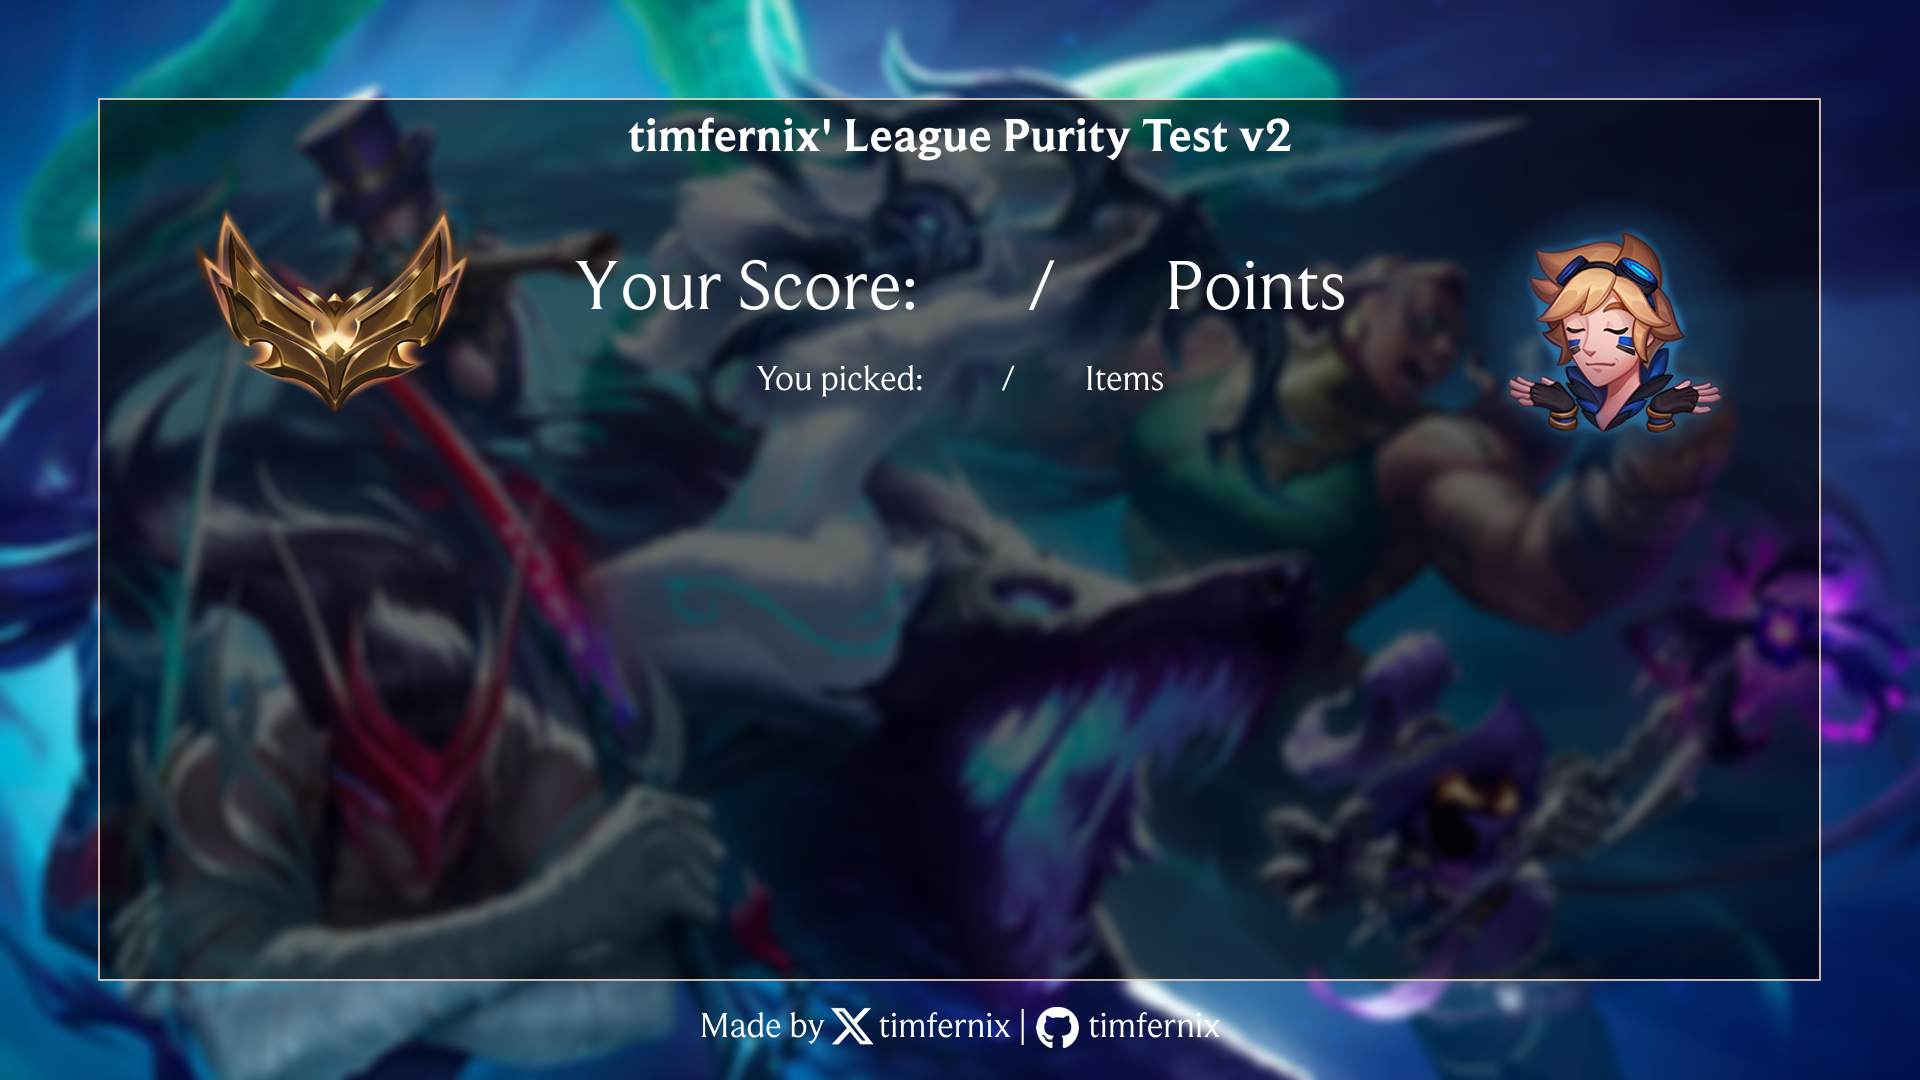 timfernix' League Purity Test v2
Your Score: / Points
You picked: / Items
Made by timfernix | timfernix